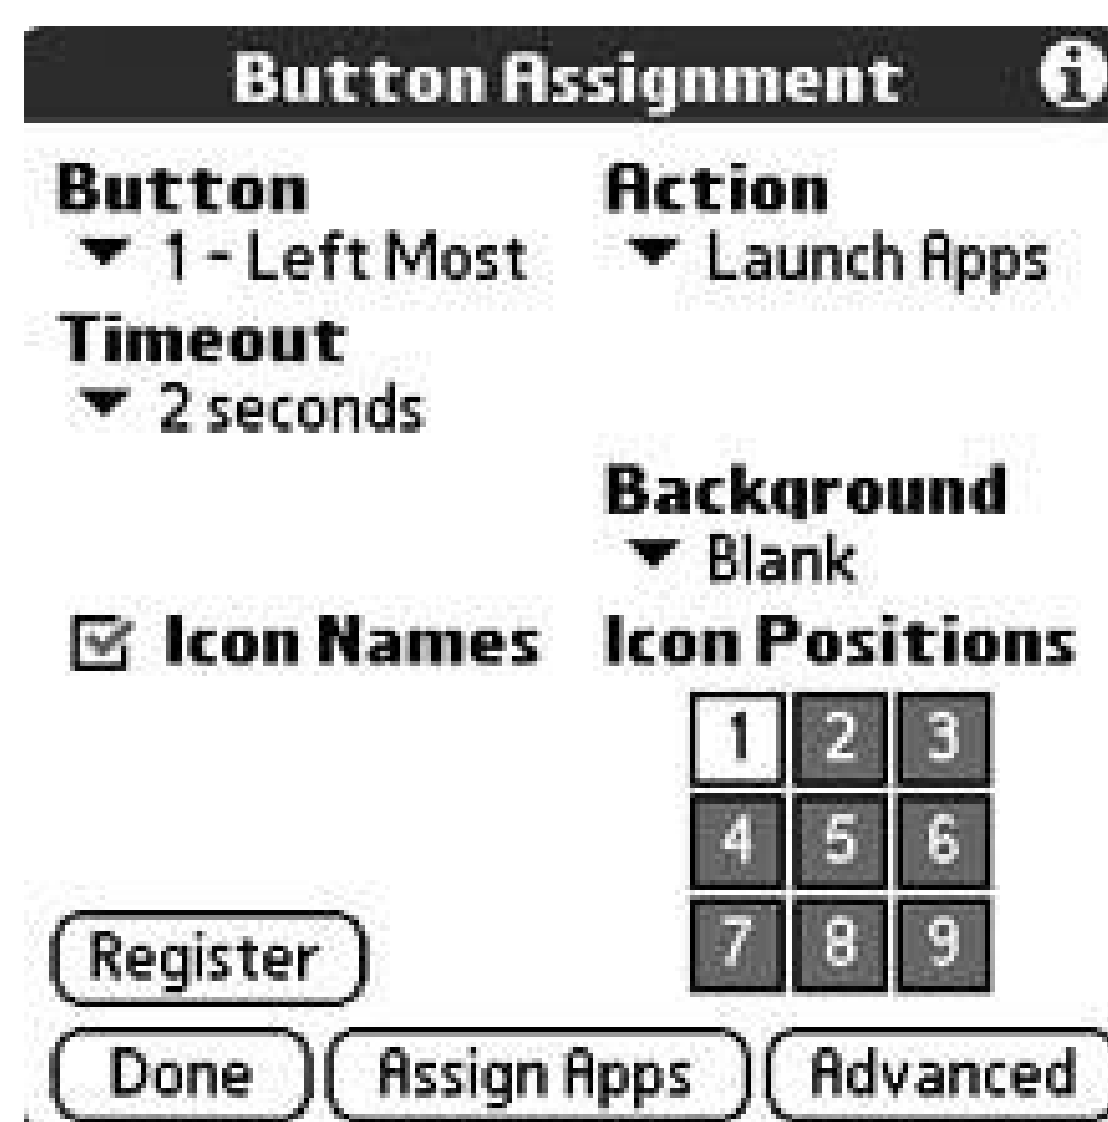 Button Assignment i
Button Action
1 - Left Most Launch Apps
Timeout
2 seconds
Background
Blank
Icon Names Icon Positions
1 2 3
4 5 6
7 8 9
Register
Done Assign Apps Advanced